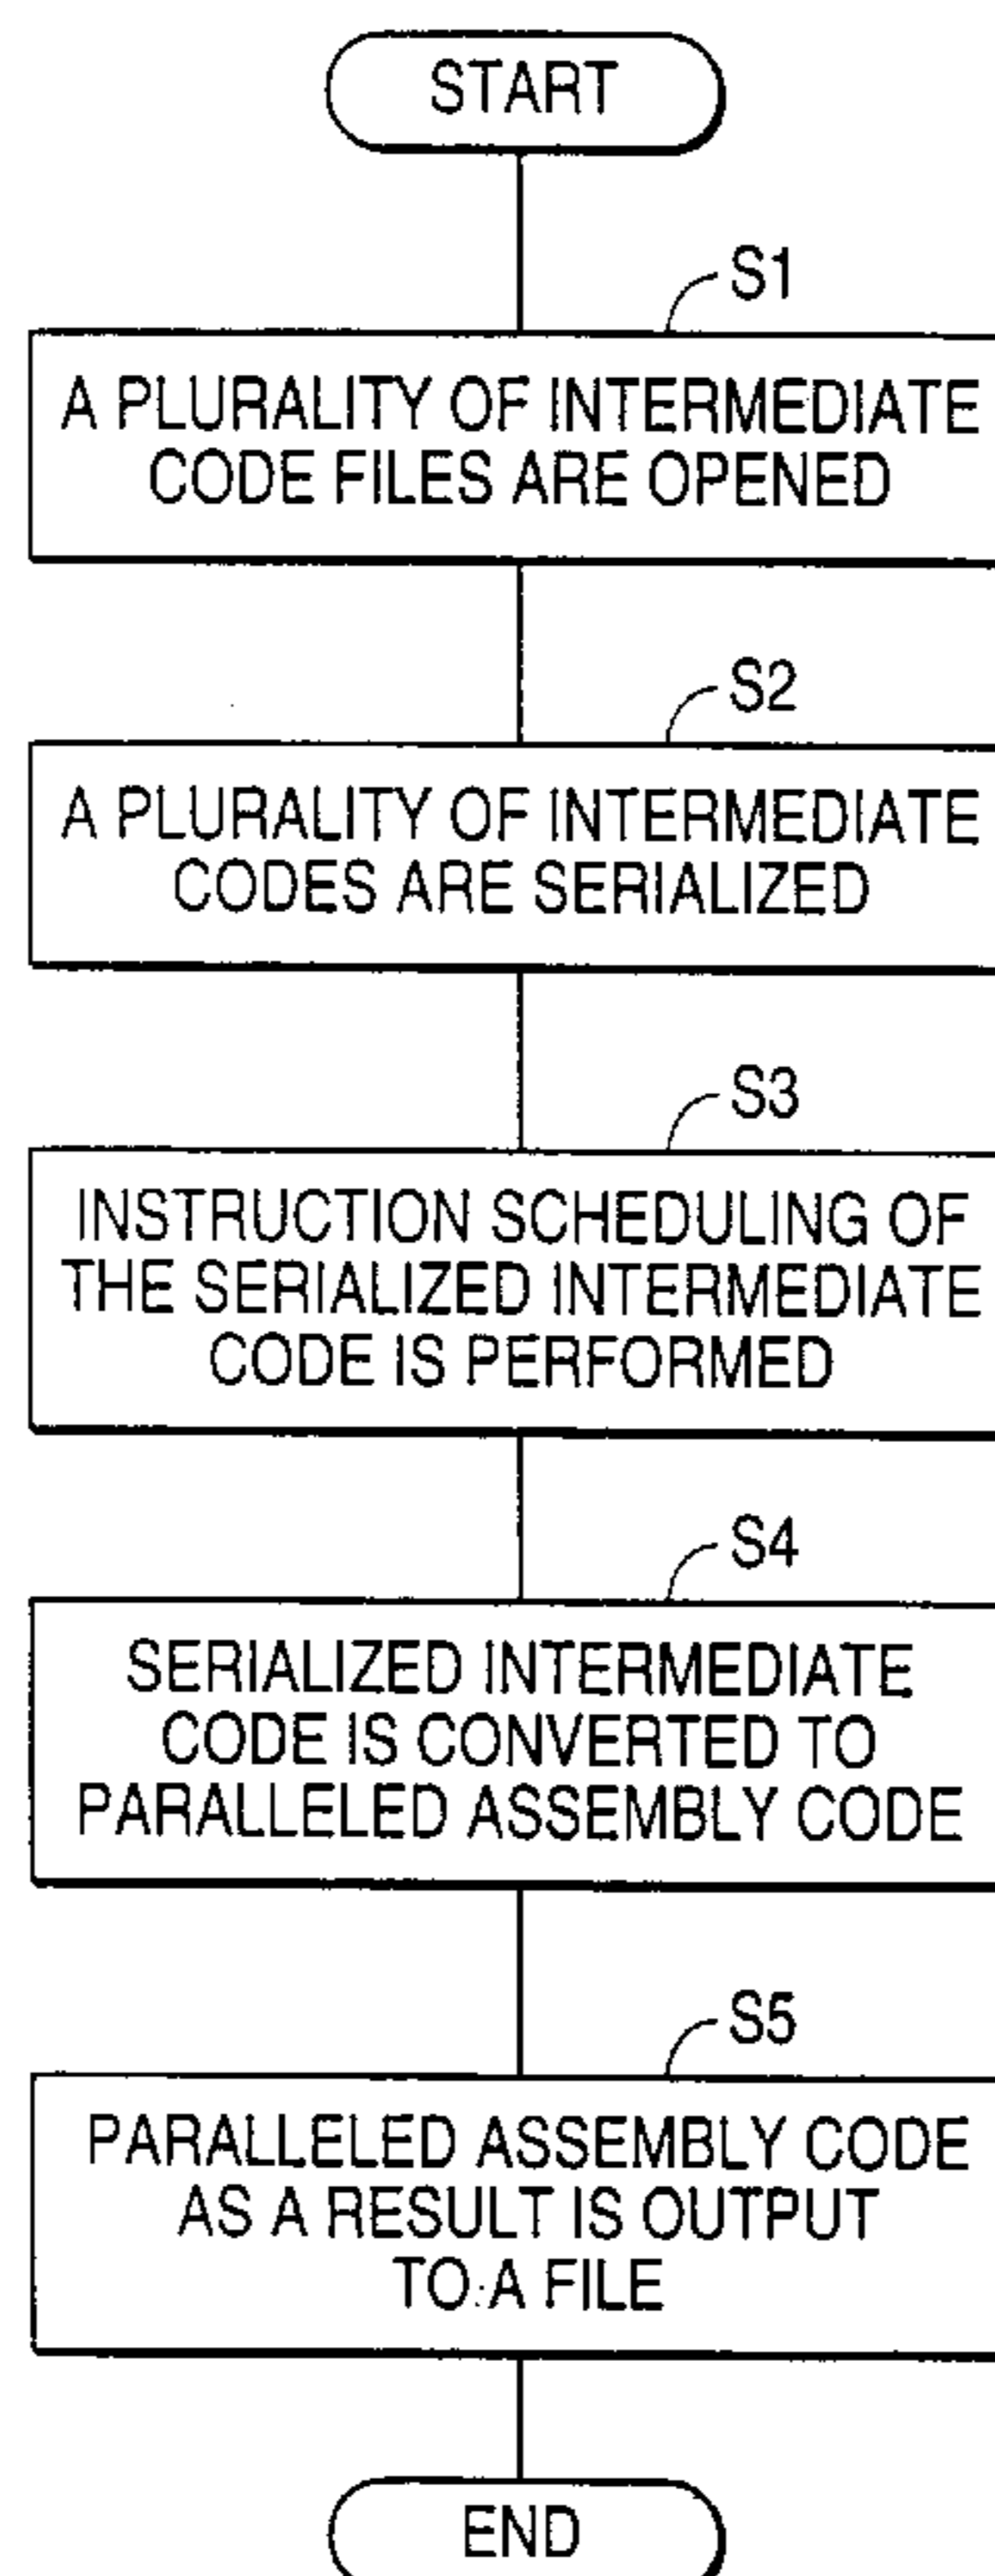 START
S1
A PLURALITY OF INTERMEDIATE
CODE FILES ARE OPENED
S2
A PLURALITY OF INTERMEDIATE
CODES ARE SERIALIZED
S3
INSTRUCTION SCHEDULING OF
THE SERIALIZED INTERMEDIATE
CODE IS PERFORMED
S4
SERIALIZED INTERMEDIATE
CODE IS CONVERTED TO
PARALLELED ASSEMBLY CODE
S5
PARALLELED ASSEMBLY CODE
AS A RESULT IS OUTPUT
TO A FILE
END